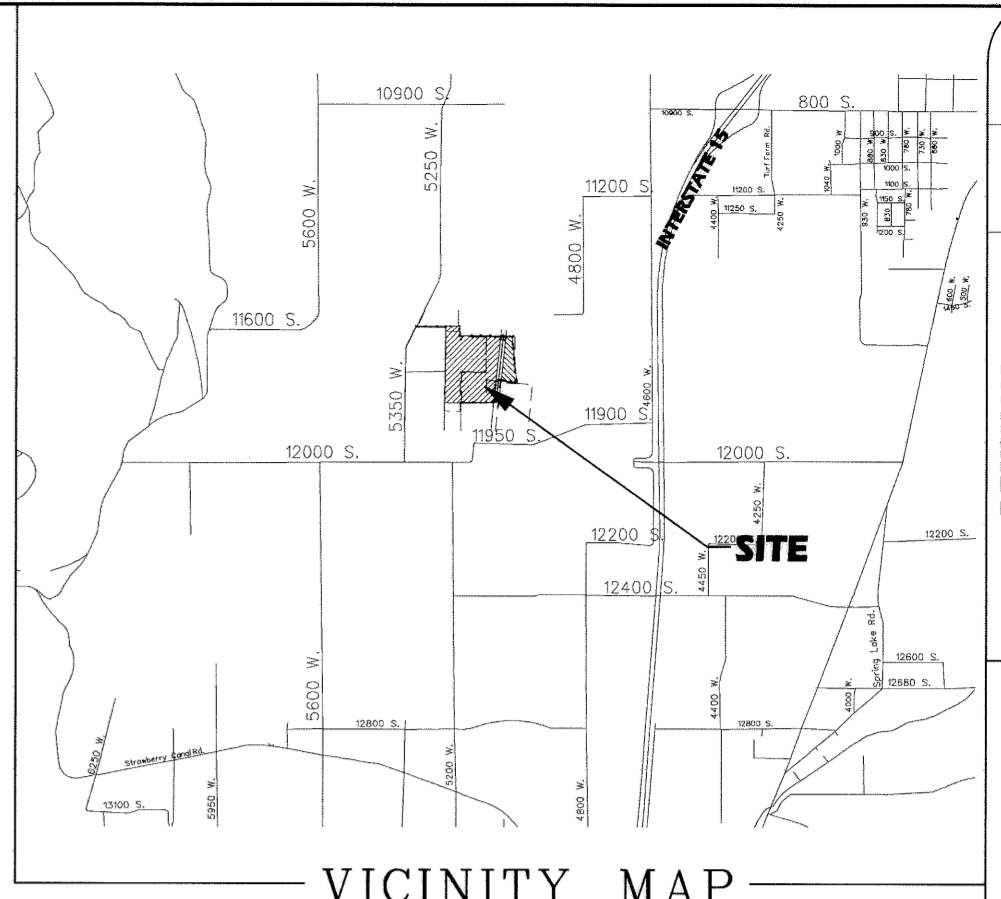 10900 S.
800 S.
10900 S.
5600 W.
5250 W.
INTERSTATE 15
Turf Farm Rd.
1000 W
900 S.
880 W.
830 W.
780 W.
730 W.
680 W.
1000 S.
1040 W
1100 S.
11200 S.
11200 S.
4800 W.
4400 W.
11250 S.
4250 W.
930 W.
1150 S.
830
780 W.
1200 S.
600 W.
500 W.
11600 S.
5350 W.
4600 W.
11900 S.
11950 S.
12000 S.
12000 S.
4250 W.
12200 S.
SITE
12200 S.
4450 W.
12400 S.
Spring Lake Rd.
12600 S.
12680 S.
4000 W.
5600 W.
4400 W.
12800 S.
12800 S.
6250 W.
Strawberry Canal Rd.
5200 W.
13100 S.
5950 W.
4800 W.
VICINITY MAP